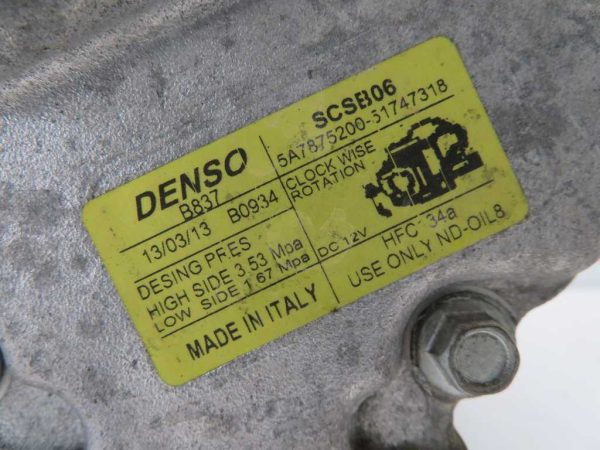 DENSO
B837
13/03/13 B0934
DESING PRES
HIGH SIDE 3.53 Mpa
LOW SIDE 1.67 Mpa
MADE IN ITALY
SCSB06
5A7875200-51747318
CLOCK WISE
ROTATION
DC 12V
HFC134a
USE ONLY ND-OIL8